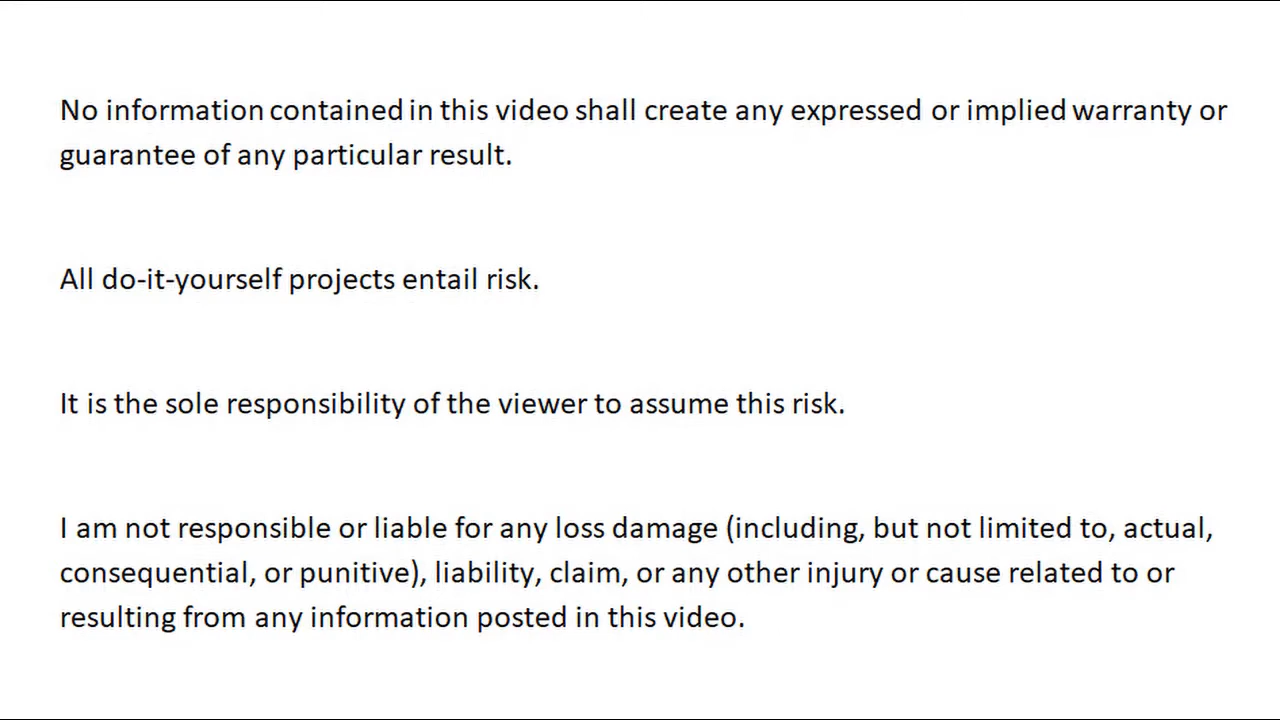 No information contained in this video shall create any expressed or implied warranty or
guarantee of any particular result.
All do-it-yourself projects entail risk.
It is the sole responsibility of the viewer to assume this risk.
I am not responsible or liable for any loss damage (including, but not limited to, actual,
consequential, or punitive), liability, claim, or any other injury or cause related to or
resulting from any information posted in this video.